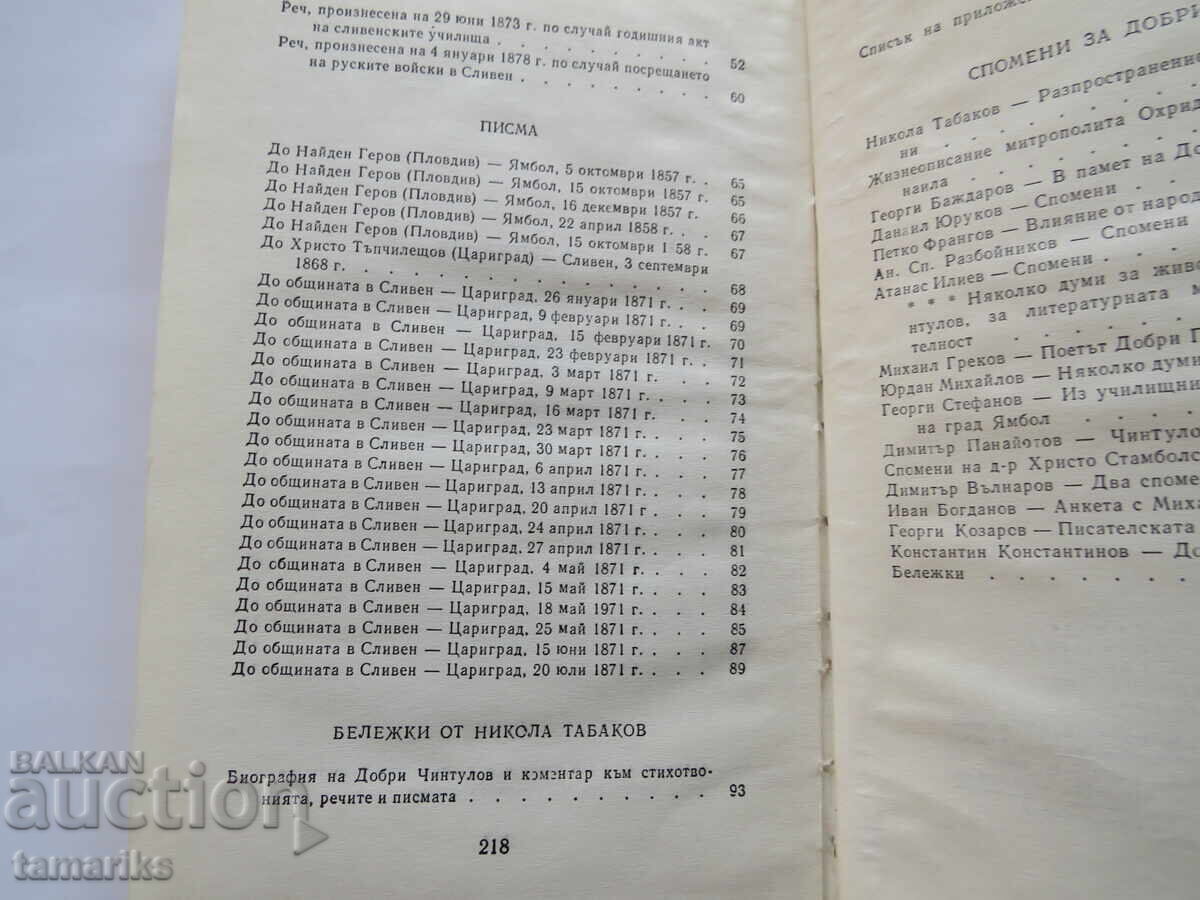 Реч, произнесена на 29 юни 1873 г. по случай годишния акт
на сливенските училища . . . . . . . . 52
Реч, произнесена на 4 януари 1878 г. по случай посрещането
на руските войски в Сливен . . . . . . . . 60
ПИСМА
До Найден Геров (Пловдив) — Ямбол, 5 октомври 1857 г. . 65
До Найден Геров (Пловдив) — Ямбол, 15 октомври 1857 г. 65
До Найден Геров (Пловдив) — Ямбол, 16 декември 1857 г. 66
До Найден Геров (Пловдив) — Ямбол, 22 април 1858 г. . 67
До Найден Геров (Пловдив) — Ямбол, 15 октомври 1 58 г. 67
До Христо Тъпчилещов (Цариград) — Сливен, 3 септември
1868 г. . . . . . . . . . . . . . 68
До общината в Сливен — Цариград, 26 януари 1871 г. . . 69
До общината в Сливен — Цариград, 9 февруари 1871 г. . . 69
До общината в Сливен — Цариград, 15 февруари 1871 г. 70
До общината в Сливен — Цариград, 23 февруари 1871 г. 71
До общината в Сливен — Цариград, 3 март 1871 г. . . . 72
До общината в Сливен — Цариград, 9 март 1871 г. . . . 73
До общината в Сливен — Цариград, 16 март 1871 г. . . . 74
До общината в Сливен — Цариград, 23 март 1871 г. . . . 75
До общината в Сливен — Цариград, 30 март 1871 г. . . . 76
До общината в Сливен — Цариград, 6 април 1871 г. . . . 77
До общината в Сливен — Цариград, 13 април 1871 г. . . . 78
До общината в Сливен — Цариград, 20 април 1871 г. . . . 79
До общината в Сливен — Цариград, 24 април 1871 г. . . . 80
До общината в Сливен — Цариград, 27 април 1871 г. . . . 81
До общината в Сливен — Цариград, 4 май 1871 г. . . . 82
До общината в Сливен — Цариград, 15 май 1871 г. . . . 83
До общината в Сливен — Цариград, 18 май 1971 г. . . . 84
До общината в Сливен — Цариград, 25 май 1871 г. . . . 85
До общината в Сливен — Цариград, 15 юни 1871 г. . . . 87
До общината в Сливен — Цариград, 20 юли 1871 г. . . . 89
БЕЛЕЖКИ ОТ НИКОЛА ТАБАКОВ
Биография на Добри Чинтулов и коментар към стихотво-
нията, речите и писмата . . . . . . . . . . 93
218
Списък на приложе
СПОМЕНИ ЗА ДОБРИ
Никола Табаков — Разпространение
ни . . . . .
Жизнеописание митрополита Охрид
наила . . . .
Георги Баждаров — В памет на До
Данаил Юруков — Спомени .
Петко Франгов — Влияние от народ
Ан. Сп. Разбойников — Спомени
Атанас Илиев — Спомени . .
* * * Няколко думи за живо
нтулов, за литературната м
телност . . . .
Михаил Греков — Поетът Добри
Юрдан Михайлов — Няколко думи
Георги Стефанов — Из училищни
на град Ямбол . . . .
Димитър Панайотов — Чинтуло
Спомени на д-р Христо Стамболс
Димитър Вълнаров — Два споме
Иван Богданов — Анкета с Миха
Георги Козарев — Писателската
Константин Константинов — До
Бележки . . . . .
BALKAN
auction
tamariks